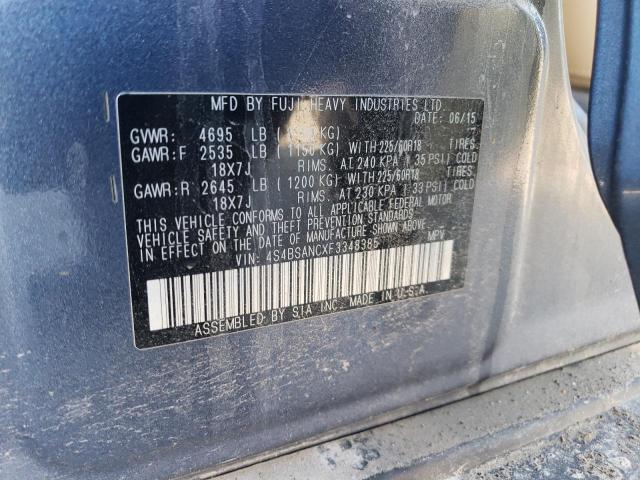 MFD BY FUJI HEAVY INDUSTRIES LTD.
DATE: 06/15
GVWR: 4695 LB ( KG)
GAWR:F 2535 LB (1150 KG) WITH 225/60R18 TIRES.
18X7J RIMS. AT 240 KPA ( 35 PSI) COLD
GAWR:R 2645 LB (1200 KG) WITH 225/60R18 TIRES.
18X7J RIMS. AT 230 KPA ( 33 PSI) COLD
THIS VEHICLE CONFORMS TO ALL APPLICABLE FEDERAL MOTOR
VEHICLE SAFETY AND THEFT PREVENTION STANDARDS
IN EFFECT ON THE DATE OF MANUFACTURE SHOWN ABOVE.
VIN: 4S4BSANCXF3348385 MPV
ASSEMBLED BY SIA INC. MADE IN U.S.A.